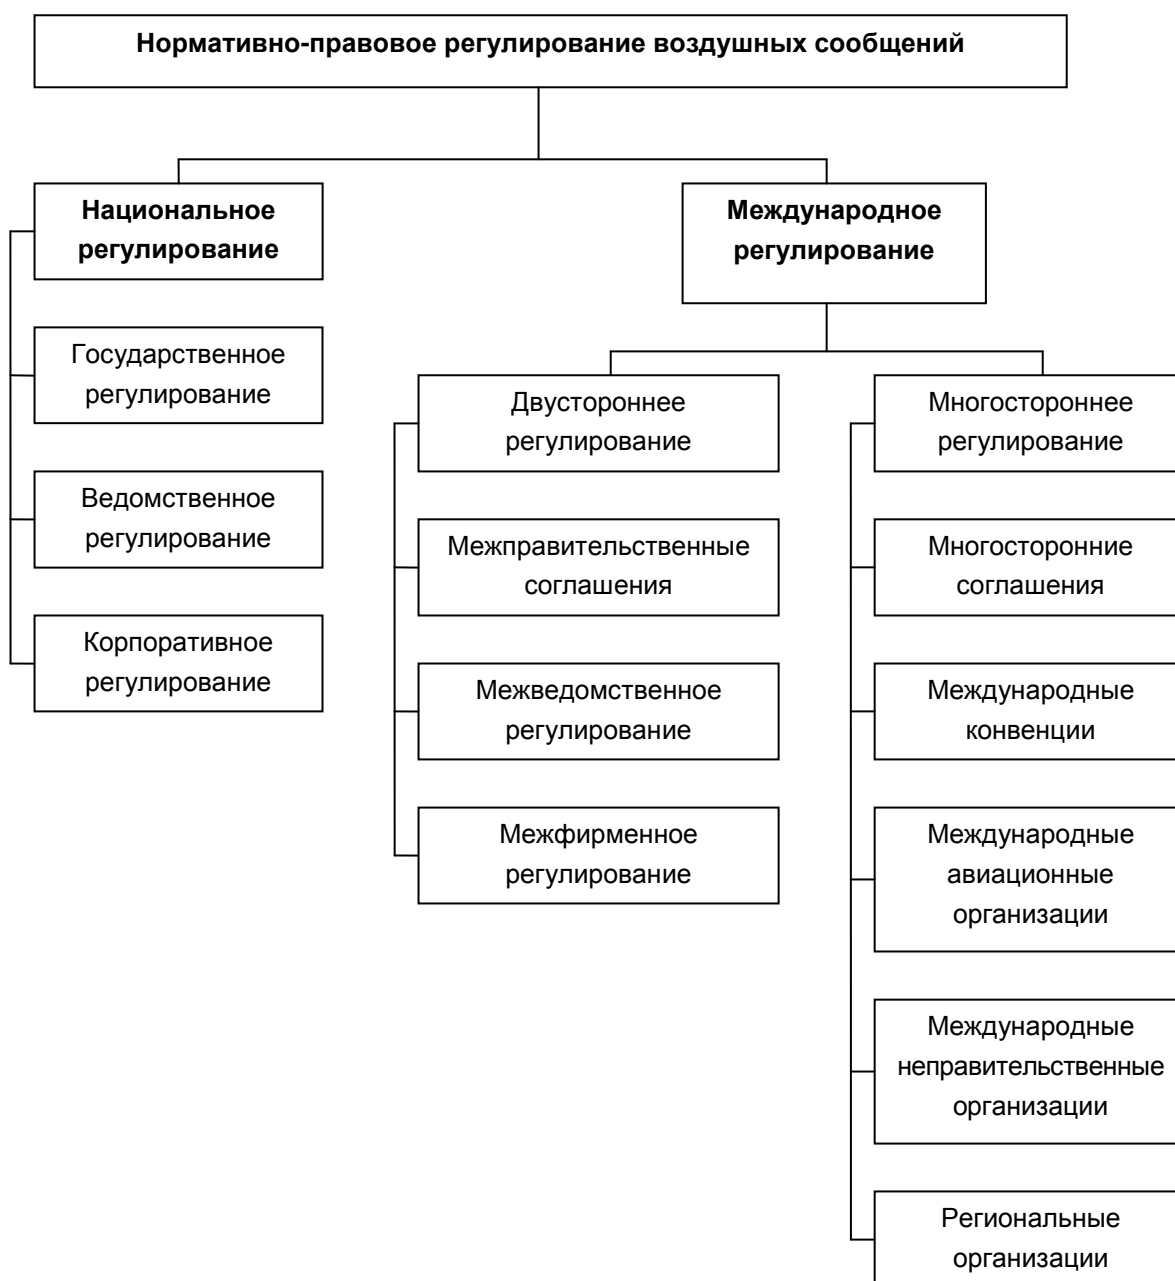 Нормативно-правовое регулирование воздушных сообщений
Национальное
регулирование
Государственное
регулирование
Ведомственное
регулирование
Корпоративное
регулирование
Международное
регулирование
Двустороннее
регулирование
Межправительственные
соглашения
Межведомственное
регулирование
Межфирменное
регулирование
Многостороннее
регулирование
Многосторонние
соглашения
Международные
конвенции
Международные
авиационные
организации
Международные
неправительственные
организации
Региональные
организации